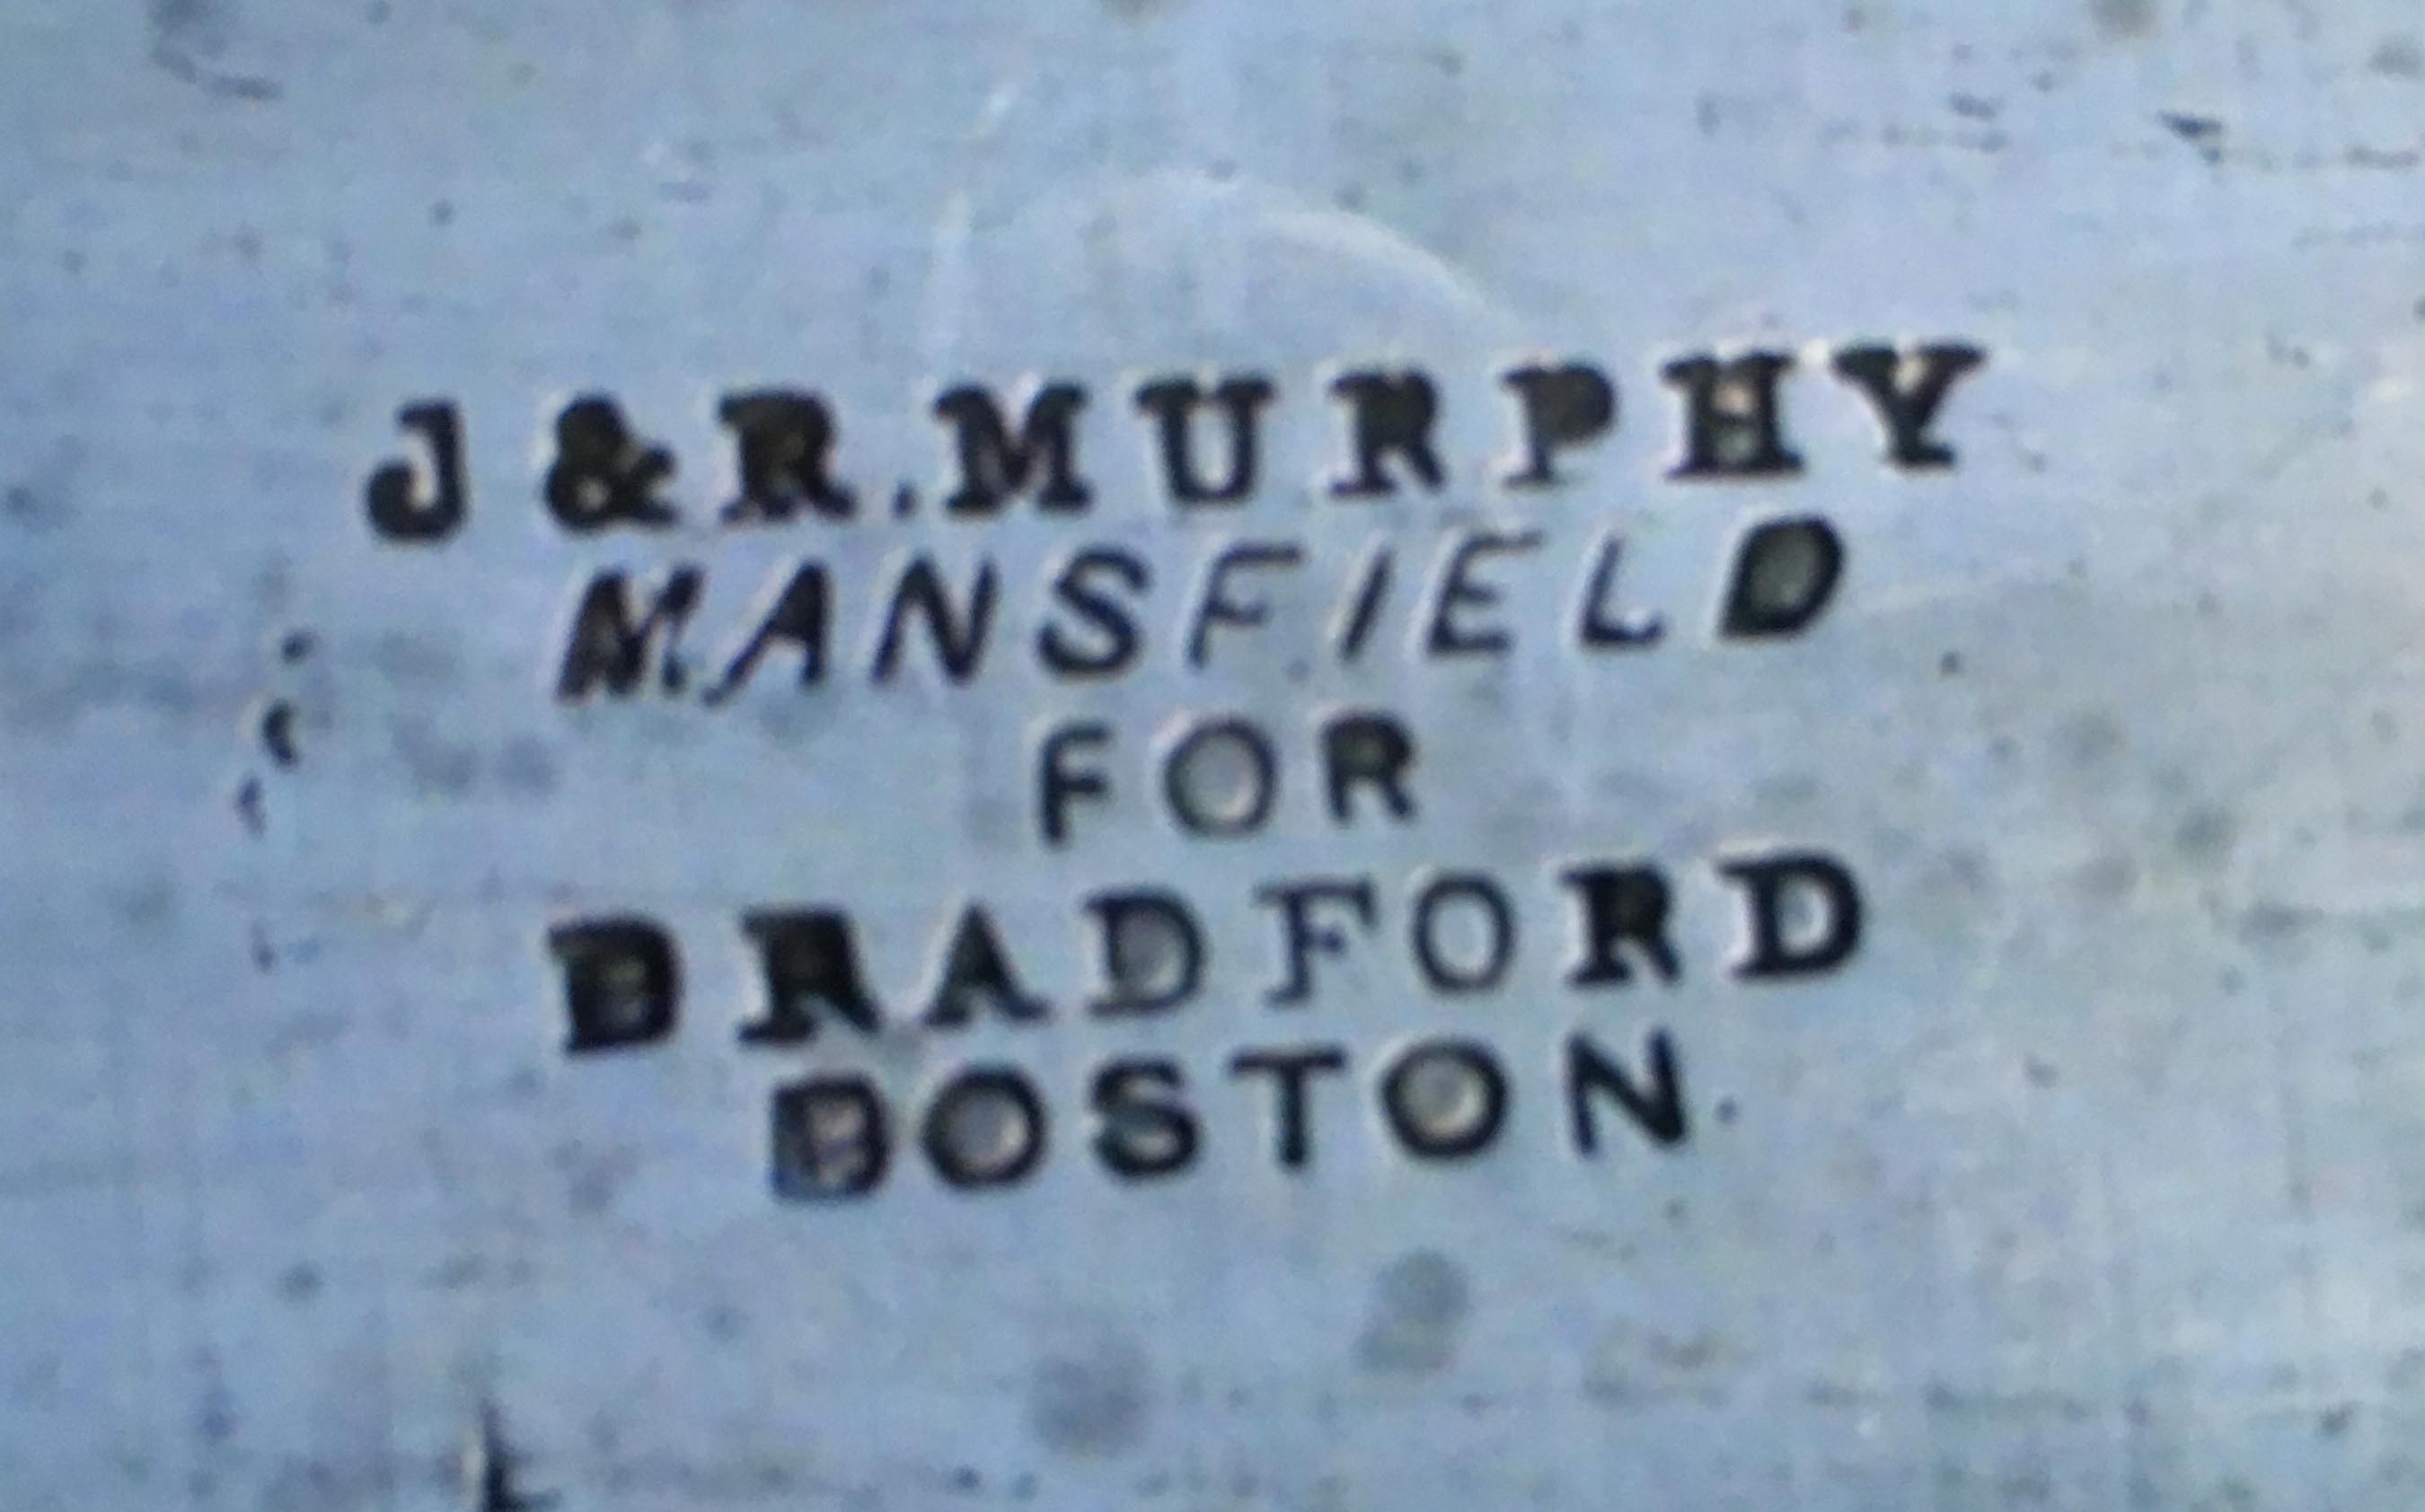 J & R. MURPHY
MANSFIELD
FOR
BRADFORD
BOSTON.